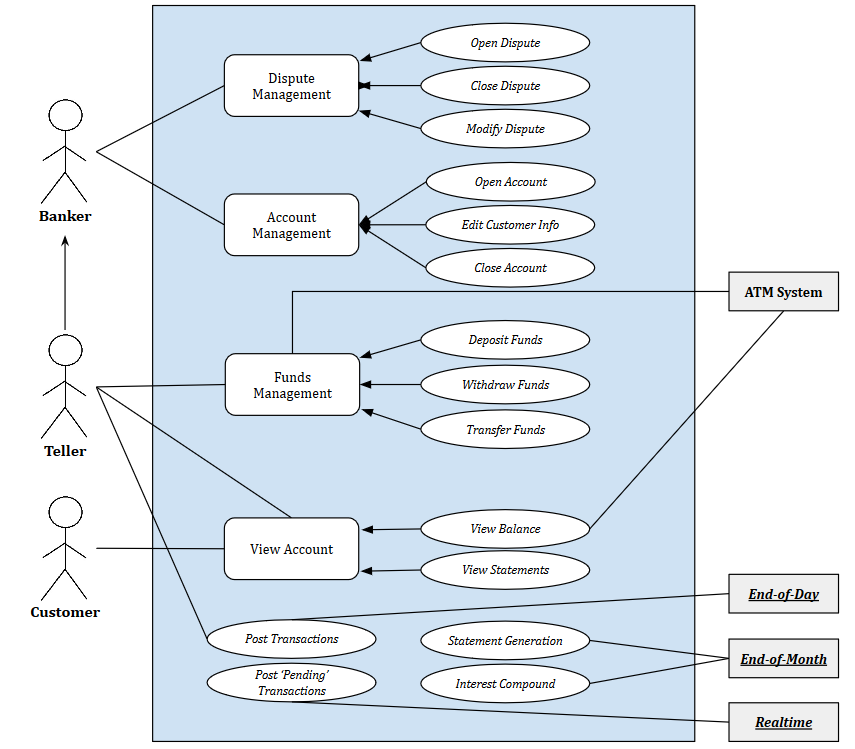 Open Dispute
Dispute
Management
Close Dispute
Modify Dispute
Banker
Open Account
Account
Management
Edit Customer Info
Close Account
ATM System
Deposit Funds
Funds
Management
Withdraw Funds
Transfer Funds
Teller
View Balance
View Account
View Statements
Customer
End-of-Day
Post Transactions
Statement Generation
End-of-Month
Post ‘Pending’
Transactions
Interest Compound
Realtime